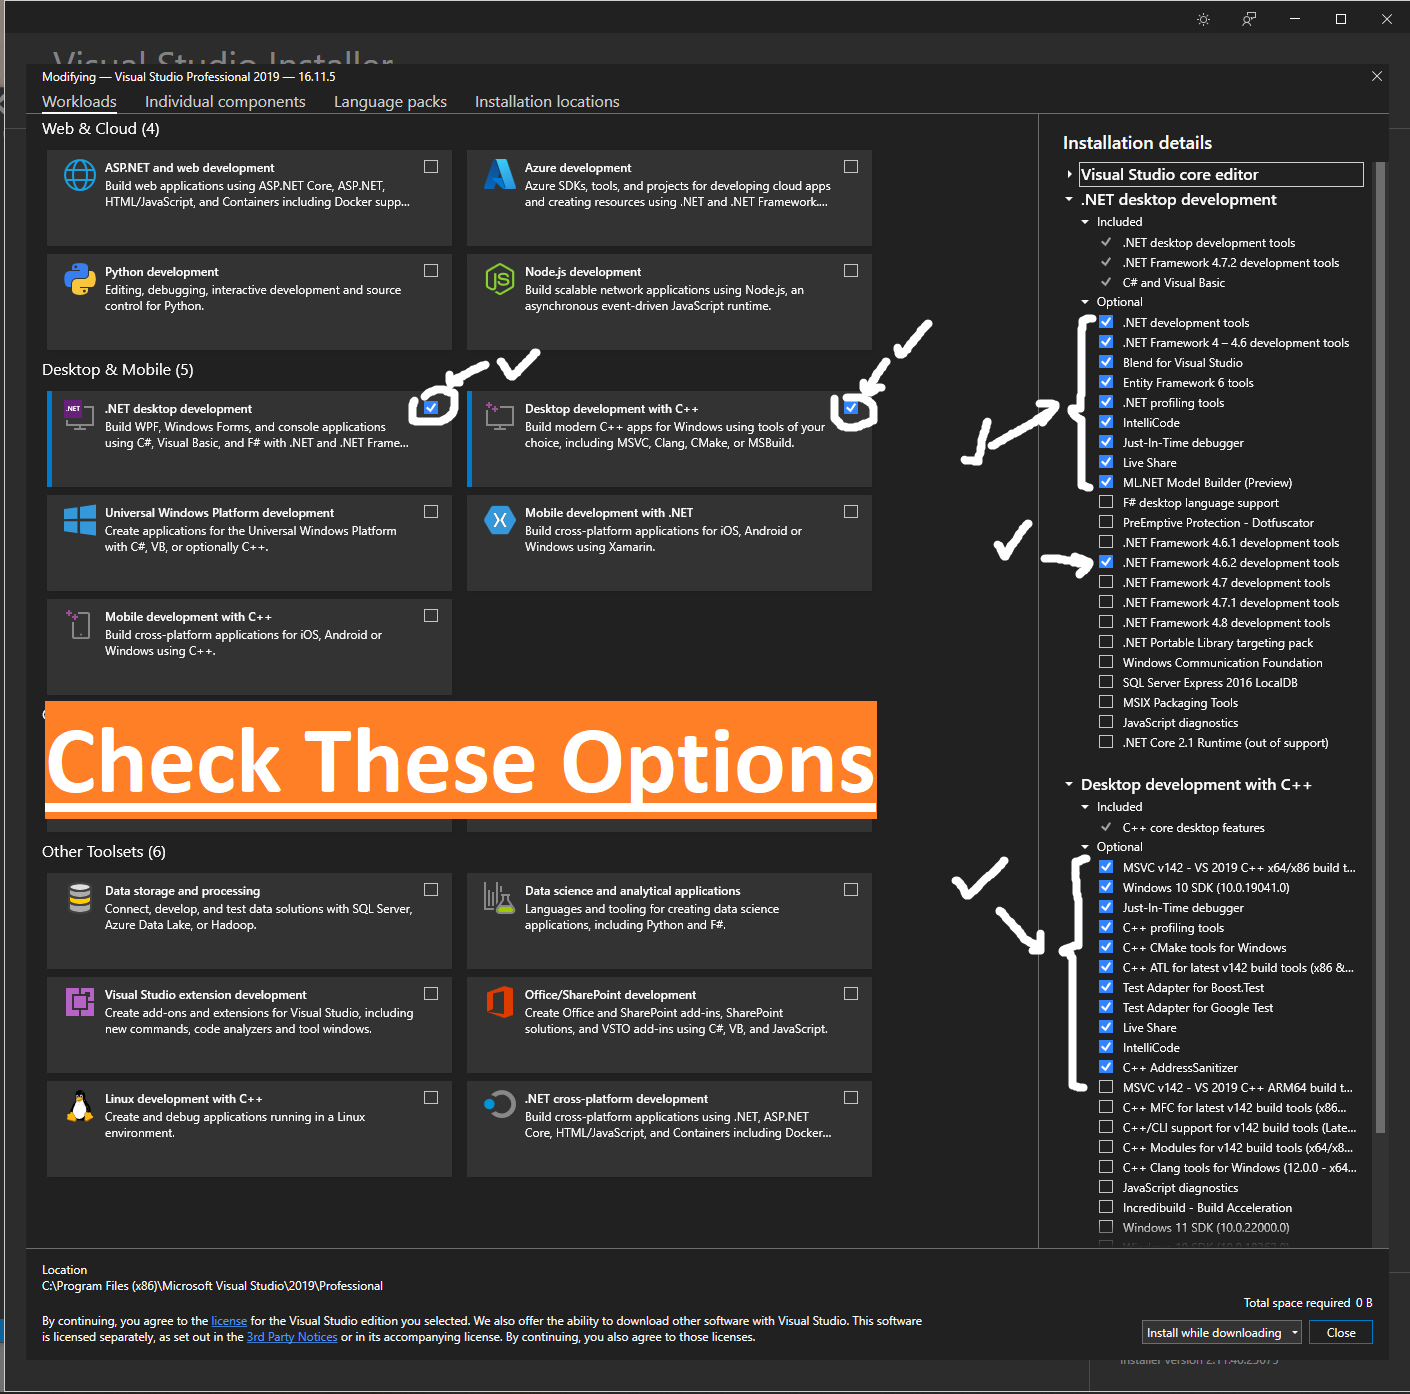 Visual Studio Installer
Modifying — Visual Studio Professional 2019 — 16.11.5
Workloads
Individual components
Language packs
Installation locations
Web & Cloud (4)
ASP.NET and web development
Build web applications using ASP.NET Core, ASP.NET,
HTML/JavaScript, and Containers including Docker supp...
Azure development
Azure SDKs, tools, and projects for developing cloud apps
and creating resources using .NET and .NET Framework....
Python development
Editing, debugging, interactive development and source
control for Python.
Node.js development
Build scalable network applications using Node.js, an
asynchronous event-driven JavaScript runtime.
Desktop & Mobile (5)
.NET
.NET desktop development
Build WPF, Windows Forms, and console applications
using C#, Visual Basic, and F# with .NET and .NET Frame...
Desktop development with C++
Build modern C++ apps for Windows using tools of your
choice, including MSVC, Clang, CMake, or MSBuild.
Universal Windows Platform development
Create applications for the Universal Windows Platform
with C#, VB, or optionally C++.
Mobile development with .NET
Build cross-platform applications for iOS, Android or
Windows using Xamarin.
Mobile development with C++
Build cross-platform applications for iOS, Android or
Windows using C++.
Check These Options
Other Toolsets (6)
Data storage and processing
Connect, develop, and test data solutions with SQL Server,
Azure Data Lake, or Hadoop.
Data science and analytical applications
Languages and tooling for creating data science
applications, including Python and F#.
Visual Studio extension development
Create add-ons and extensions for Visual Studio, including
new commands, code analyzers and tool windows.
Office/SharePoint development
Create Office and SharePoint add-ins, SharePoint
solutions, and VSTO add-ins using C#, VB, and JavaScript.
Linux development with C++
Create and debug applications running in a Linux
environment.
.NET cross-platform development
Build cross-platform applications using .NET, ASP.NET
Core, HTML/JavaScript, and Containers including Docker...
Installation details
Visual Studio core editor
.NET desktop development
Included
.NET desktop development tools
.NET Framework 4.7.2 development tools
C# and Visual Basic
Optional
.NET development tools
.NET Framework 4 – 4.6 development tools
Blend for Visual Studio
Entity Framework 6 tools
.NET profiling tools
IntelliCode
Just-In-Time debugger
Live Share
ML.NET Model Builder (Preview)
F# desktop language support
PreEmptive Protection - Dotfuscator
.NET Framework 4.6.1 development tools
.NET Framework 4.6.2 development tools
.NET Framework 4.7 development tools
.NET Framework 4.7.1 development tools
.NET Framework 4.8 development tools
.NET Portable Library targeting pack
Windows Communication Foundation
SQL Server Express 2016 LocalDB
MSIX Packaging Tools
JavaScript diagnostics
.NET Core 2.1 Runtime (out of support)
Desktop development with C++
Included
C++ core desktop features
Optional
MSVC v142 - VS 2019 C++ x64/x86 build t...
Windows 10 SDK (10.0.19041.0)
Just-In-Time debugger
C++ profiling tools
C++ CMake tools for Windows
C++ ATL for latest v142 build tools (x86 &...
Test Adapter for Boost.Test
Test Adapter for Google Test
Live Share
IntelliCode
C++ AddressSanitizer
MSVC v142 - VS 2019 C++ ARM64 build t...
C++ MFC for latest v142 build tools (x86...
C++/CLI support for v142 build tools (Late...
C++ Modules for v142 build tools (x64/x8...
C++ Clang tools for Windows (12.0.0 - x64...
JavaScript diagnostics
Incredibuild - Build Acceleration
Windows 11 SDK (10.0.22000.0)
Location
C:\Program Files (x86)\Microsoft Visual Studio\2019\Professional
By continuing, you agree to the license for the Visual Studio edition you selected. We also offer the ability to download other software with Visual Studio. This software
is licensed separately, as set out in the 3rd Party Notices or in its accompanying license. By continuing, you also agree to those licenses.
Total space required 0 B
Install while downloading
Close